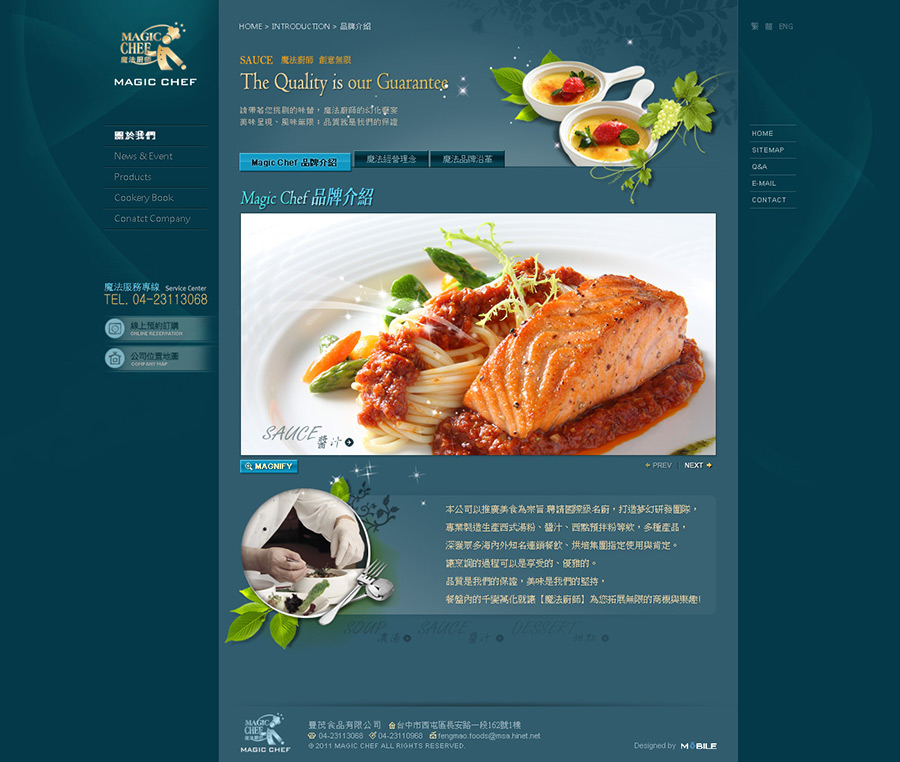 MAGIC
CHEF
魔法廚師
MAGIC CHEF
關於我們
News & Event
Products
Cookery Book
Conatct Company
魔法服務專線 Service Center
TEL. 04-23113068
線上預約訂購
ONLINE RESERVATION
公司位置地圖
COMPANY MAP
HOME > INTRODUCTION > 品牌介紹
SAUCE 魔法廚師 創意無限
The Quality is our Guarantee
美味呈現、風味無限；品質就是我們的保證
Magic Chef 品牌介紹
魔法經營理念
魔法品牌沿革
Magic Chef 品牌介紹
SAUCE 醬汁
MAGNIFY
PREV | NEXT
本公司以推廣美食為宗旨 聘請國際級名廚，打造夢幻研發團隊，
專業製造生產西式湯粉、醬汁、西點預拌粉等飲，多種產品，
深獲眾多海內外知名連鎖餐飲、烘培集團指定使用與肯定。
讓烹調的過程可以是享受的、優雅的。
品質是我們的保證，美味是我們的堅持，
餐盤內的千變萬化就讓【魔法廚師】為您拓展無限的商機與樂趣!
SOUP 濃湯 SAUCE 醬汁 DESSERT 甜點
繁 簡 ENG
HOME
SITEMAP
Q&A
E-MAIL
CONTACT
MAGIC
CHEF
魔法廚師
MAGIC CHEF
豐茂食品有限公司 台中市西屯區長安路一段162號1樓
04-23113068 04-23110968 fengmao.foods@msa.hinet.net
© 2011 MAGIC CHEF ALL RIGHTS RESERVED.
Designed by MOBILE